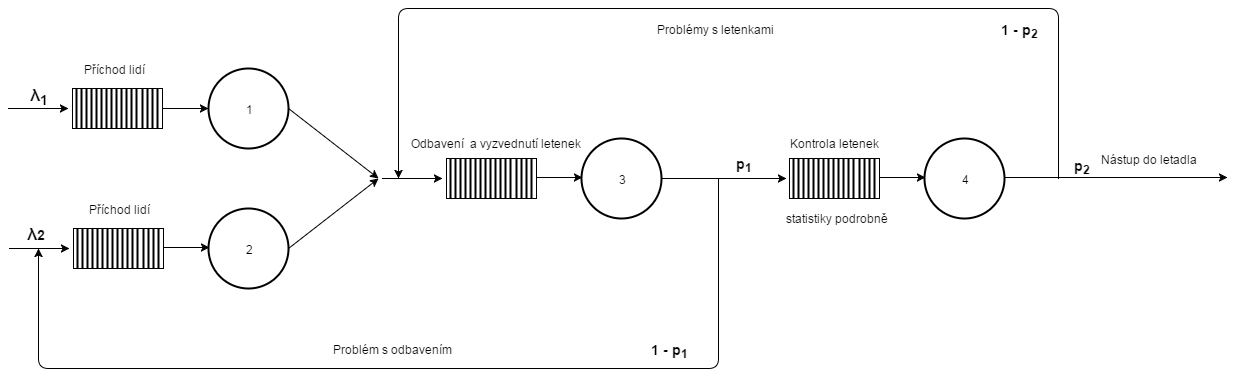 Problémy s letenkami
1 - p2
Příchod lidí
λ1
1
Odbavení a vyzvednutí letenek
3
p1
Kontrola letenek
4
p2
Nástup do letadla
statistiky podrobně
Příchod lidí
λ2
2
Problém s odbavením
1 - p1